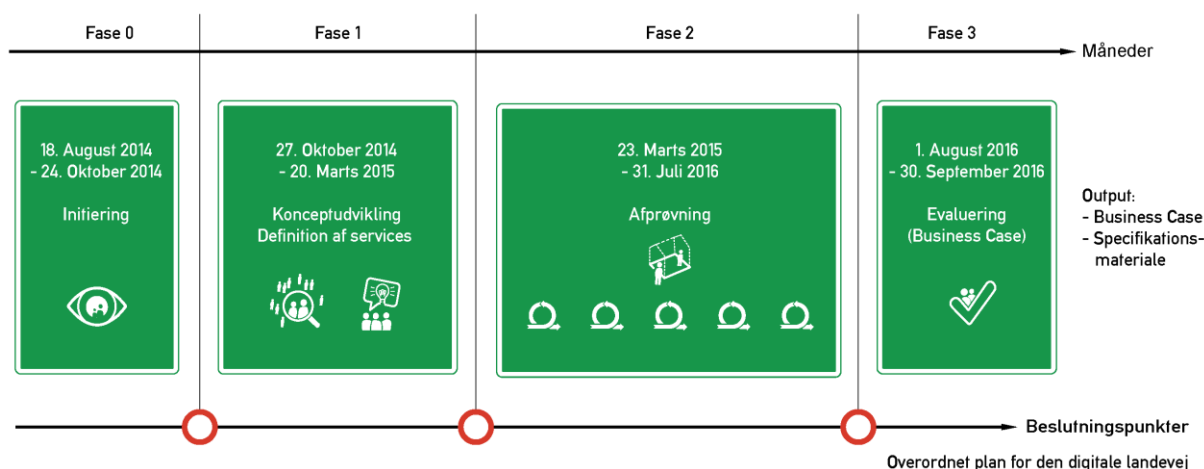 Fase 0
Fase 1
Fase 2
Fase 3
Måneder
18. August 2014
- 24. Oktober 2014
Initiering
27. Oktober 2014
- 20. Marts 2015
Konceptudvikling
Definition af services
23. Marts 2015
- 31. Juli 2016
Afprøvning
1. August 2016
- 30. September 2016
Evaluering
(Business Case)
Output:
- Business Case
- Specifikations-
materiale
Beslutningspunkter
Overordnet plan for den digitale landevej